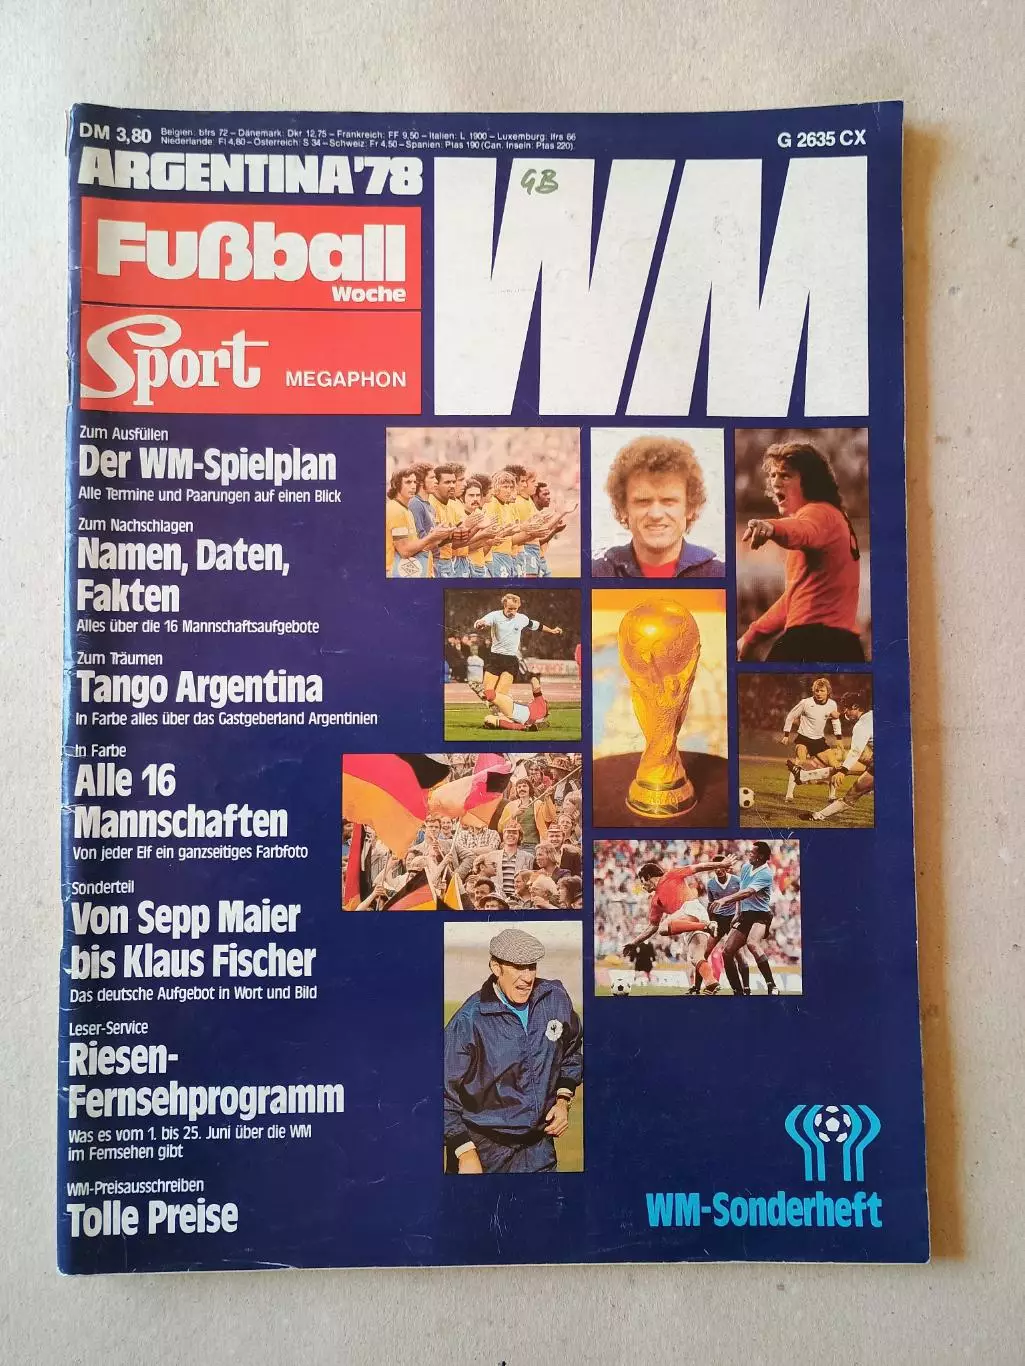 DM 3,80
Belgien: bfrs 72 – Dänemark: Dkr 12,75 – Frankreich: FF 9,50 – Italien: L 1900 – Luxemburg: lfrs 66
Niederlande: Fl 4,80 – Österreich: S 34 – Schweiz: Fr 4,50 – Spanien: Ptas 190 (Can. Inseln: Ptas 220).
G 2635 CX
ARGENTINA'78
WM
GB
Fußball
Woche
Sport
MEGAPHON
Zum Ausfüllen
Der WM-Spielplan
Alle Termine und Paarungen auf einen Blick
Zum Nachschlagen
Namen, Daten,
Fakten
Alles über die 16 Mannschaftsaufgebote
Zum Träumen
Tango Argentina
In Farbe alles über das Gastgeberland Argentinien
In Farbe
Alle 16
Mannschaften
Von jeder Elf ein ganzseitiges Farbfoto
Sonderteil
Von Sepp Maier
bis Klaus Fischer
Das deutsche Aufgebot in Wort und Bild
Leser-Service
Riesen-
Fernsehprogramm
Was es vom 1. bis 25. Juni über die WM
im Fernsehen gibt
WM-Preisausschreiben
Tolle Preise
WM-Sonderheft